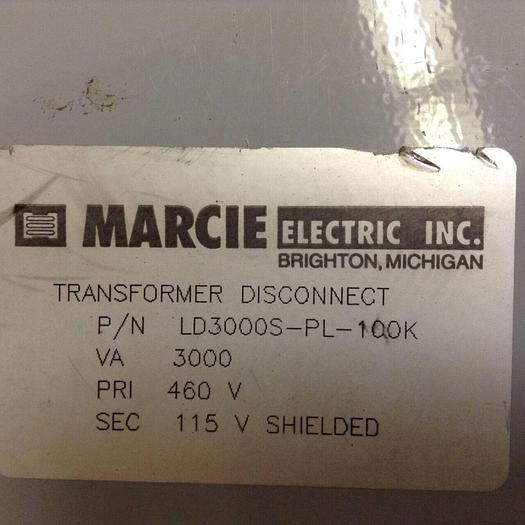 MARCIE ELECTRIC INC.
BRIGHTON, MICHIGAN
TRANSFORMER DISCONNECT
P/N LD3000S-PL-100K
VA 3000
PRI 460 V
SEC 115 V SHIELDED